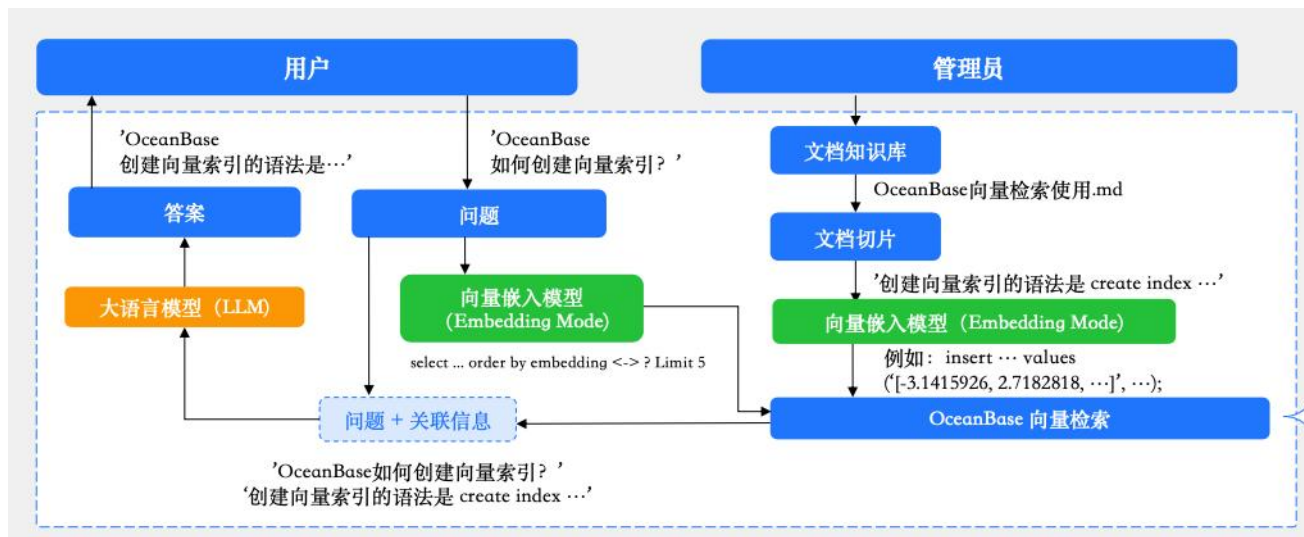 用户
管理员
'OceanBase
创建向量索引的语法是…'
'OceanBase
如何创建向量索引？'
文档知识库
OceanBase向量检索使用.md
答案
问题
文档切片
'创建向量索引的语法是 create index …'
大语言模型（LLM）
向量嵌入模型
(Embedding Mode)
向量嵌入模型（Embedding Mode）
select ... order by embedding <-> ? Limit 5
例如：insert … values
('[-3.1415926, 2.7182818, …]', …);
问题 + 关联信息
OceanBase 向量检索
'OceanBase如何创建向量索引？'
'创建向量索引的语法是 create index …'